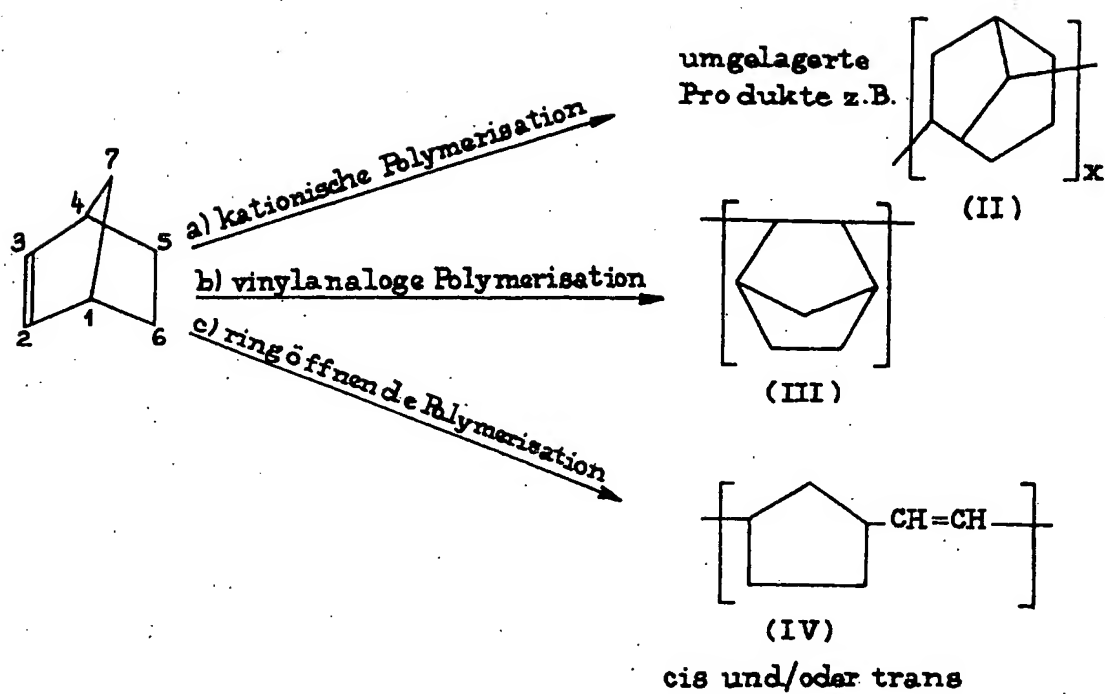 umgelagerte
Produkte z.B.
x
(II)
a) kationische Polymerisation
7
4
3
5
2
1
6
b) vinylanaloge Polymerisation
(III)
c) ringöffnende Polymerisation
CH=CH
(IV)
cis und/oder trans